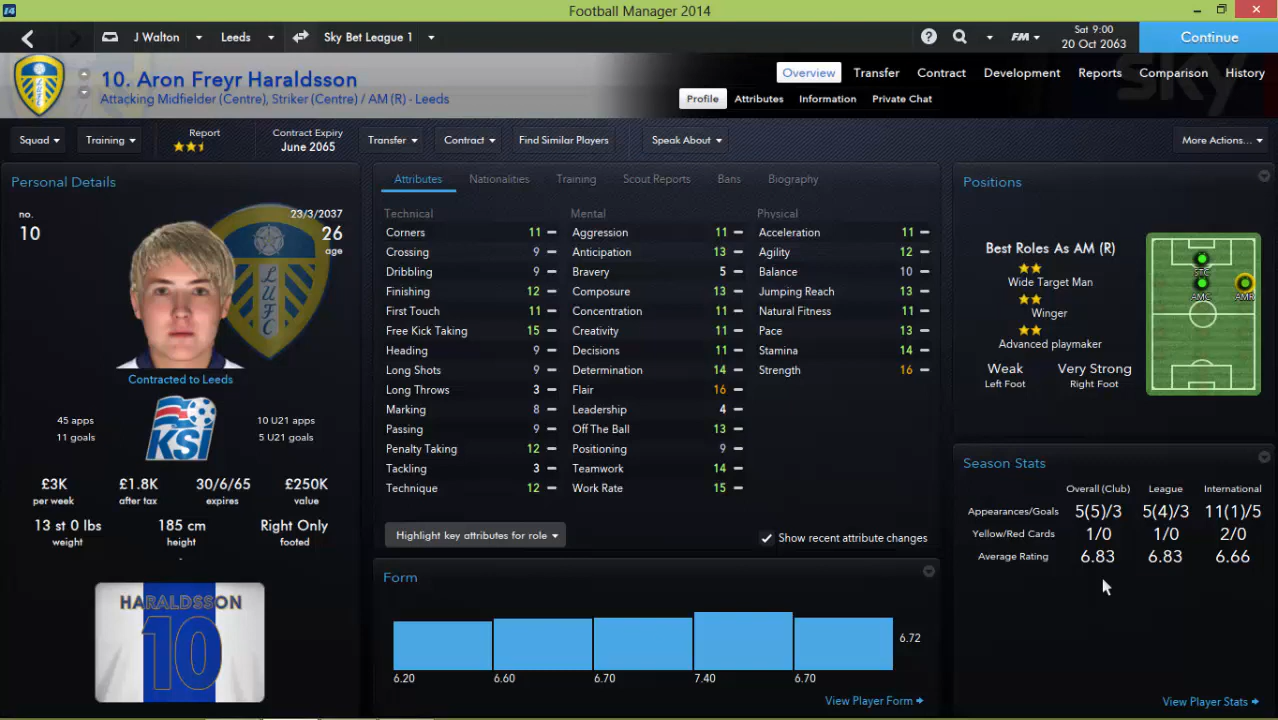 Football Manager 2014
J Walton Leeds Sky Bet League 1 FM Sat 9:00 Continue
20 Oct 2063
10. Aron Freyr Haraldsson
Attacking Midfielder (Centre), Striker (Centre) / AM (R) - Leeds
Overview Transfer Contract Development Reports Comparison History
Profile Attributes Information Private Chat
Squad Training Report Contract Expiry June 2065 Transfer Contract Find Similar Players Speak About More Actions...
Personal Details
no. 23/3/2037
10 26
age
LUFC
Contracted to Leeds
45 apps 10 U21 apps
11 goals 5 U21 goals
KSÍ
£3K £1.8K 30/6/65 £250K
per week after tax expires value
13 st 0 lbs 185 cm Right Only
weight height footed
HARALDSSON
10
Attributes Nationalities Training Scout Reports Bans Biography
Technical Mental Physical
Corners 11 Aggression 11 Acceleration 11
Crossing 9 Anticipation 13 Agility 12
Dribbling 9 Bravery 5 Balance 10
Finishing 12 Composure 13 Jumping Reach 13
First Touch 11 Concentration 11 Natural Fitness 11
Free Kick Taking 15 Creativity 11 Pace 13
Heading 9 Decisions 11 Stamina 14
Long Shots 9 Determination 14 Strength 16
Long Throws 3 Flair 16
Marking 8 Leadership 4
Passing 9 Off The Ball 13
Penalty Taking 12 Positioning 9
Tackling 3 Teamwork 14
Technique 12 Work Rate 15
Highlight key attributes for role Show recent attribute changes
Form
6.72
6.20 6.60 6.70 7.40 6.70
View Player Form
Positions
Best Roles As AM (R)
Wide Target Man
Winger
Advanced playmaker
Weak Very Strong
Left Foot Right Foot
STC
AMC AMR
Season Stats
Overall (Club) League International
Appearances/Goals 5(5)/3 5(4)/3 11(1)/5
Yellow/Red Cards 1/0 1/0 2/0
Average Rating 6.83 6.83 6.66
View Player Stats